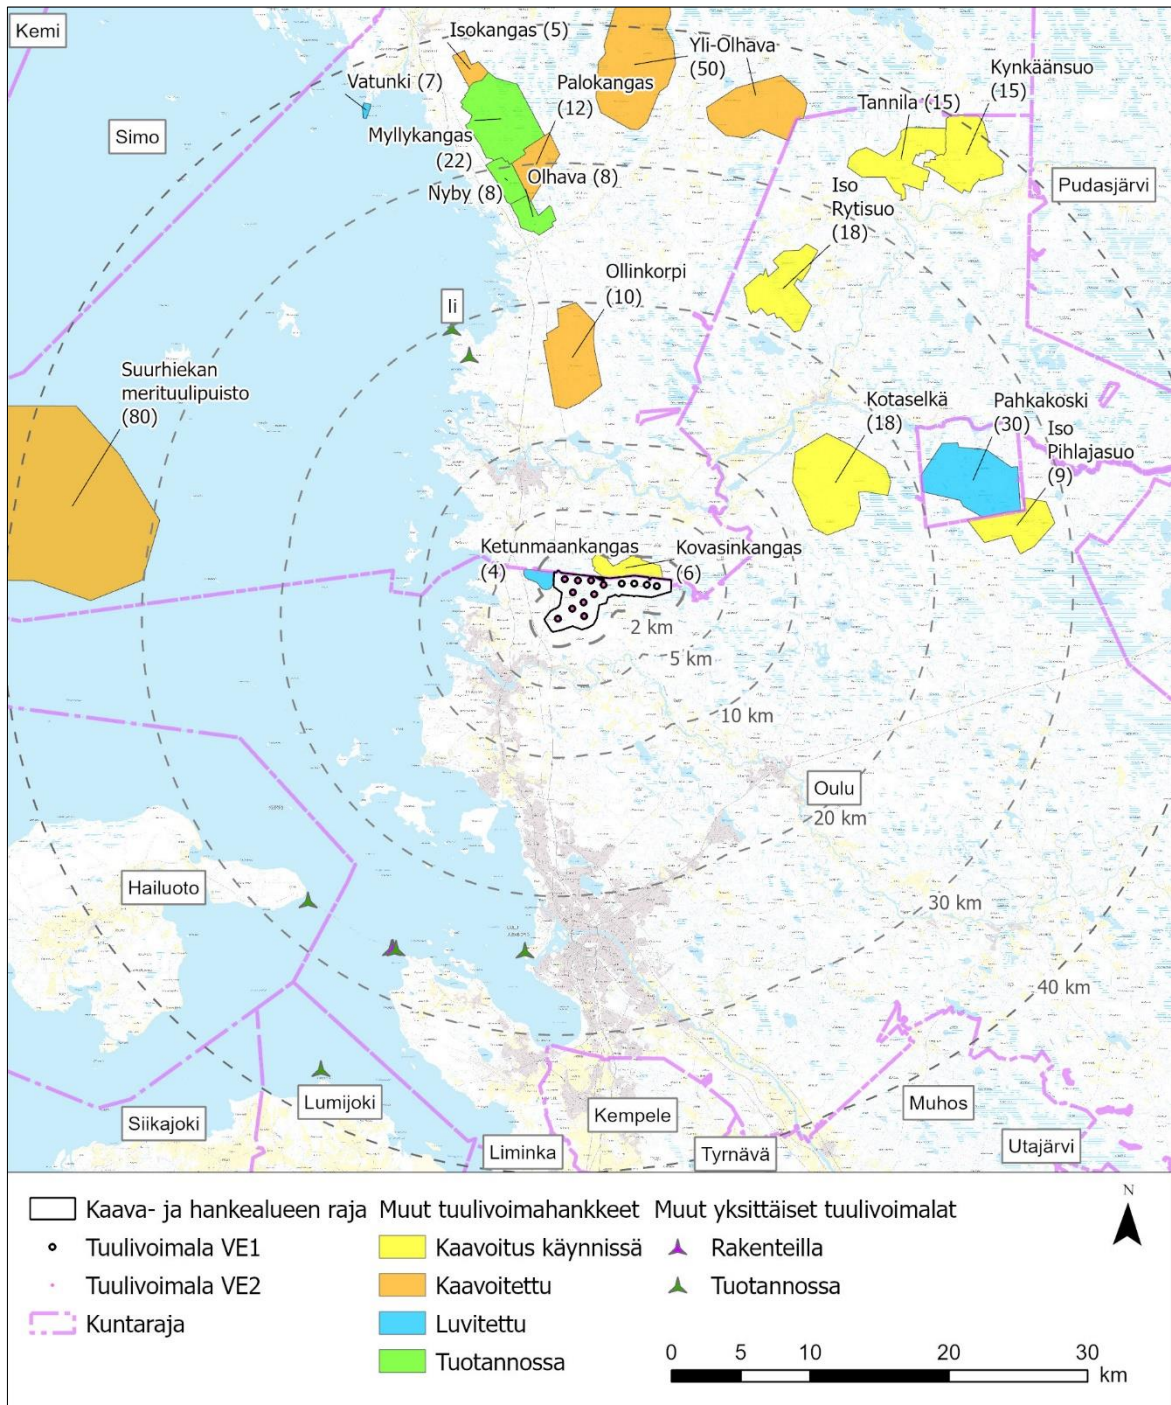 Kemi
Isokangas (5)
Yli-Olhava
(50)
Vatunki (7)
Palokangas
(12)
Kynkäänsuo
(15)
Tannila (15)
Simo
Myllykangas
(22)
Olhava (8)
Nyby (8)
Pudasjärvi
Iso
Rytisuo
(18)
Ollinkorpi
(10)
Ii
Suurhiekan
merituulipuisto
(80)
Kotaselkä
(18)
Pahkakoski
(30)
Iso
Pihlajasuo
(9)
Ketunmaankangas
(4)
Kovasinkangas
(6)
2 km
5 km
10 km
Oulu
20 km
Hailuoto
30 km
40 km
Lumijoki
Siikajoki
Kempele
Muhos
Liminka
Tyrnävä
Utajärvi
Kaava- ja hankealueen raja
Tuulivoimala VE1
Tuulivoimala VE2
Kuntaraja
Muut tuulivoimahankkeet
Kaavoitus käynnissä
Kaavoitettu
Luvitettu
Tuotannossa
Muut yksittäiset tuulivoimalat
Rakenteilla
Tuotannossa
N
0 5 10 20 30
km